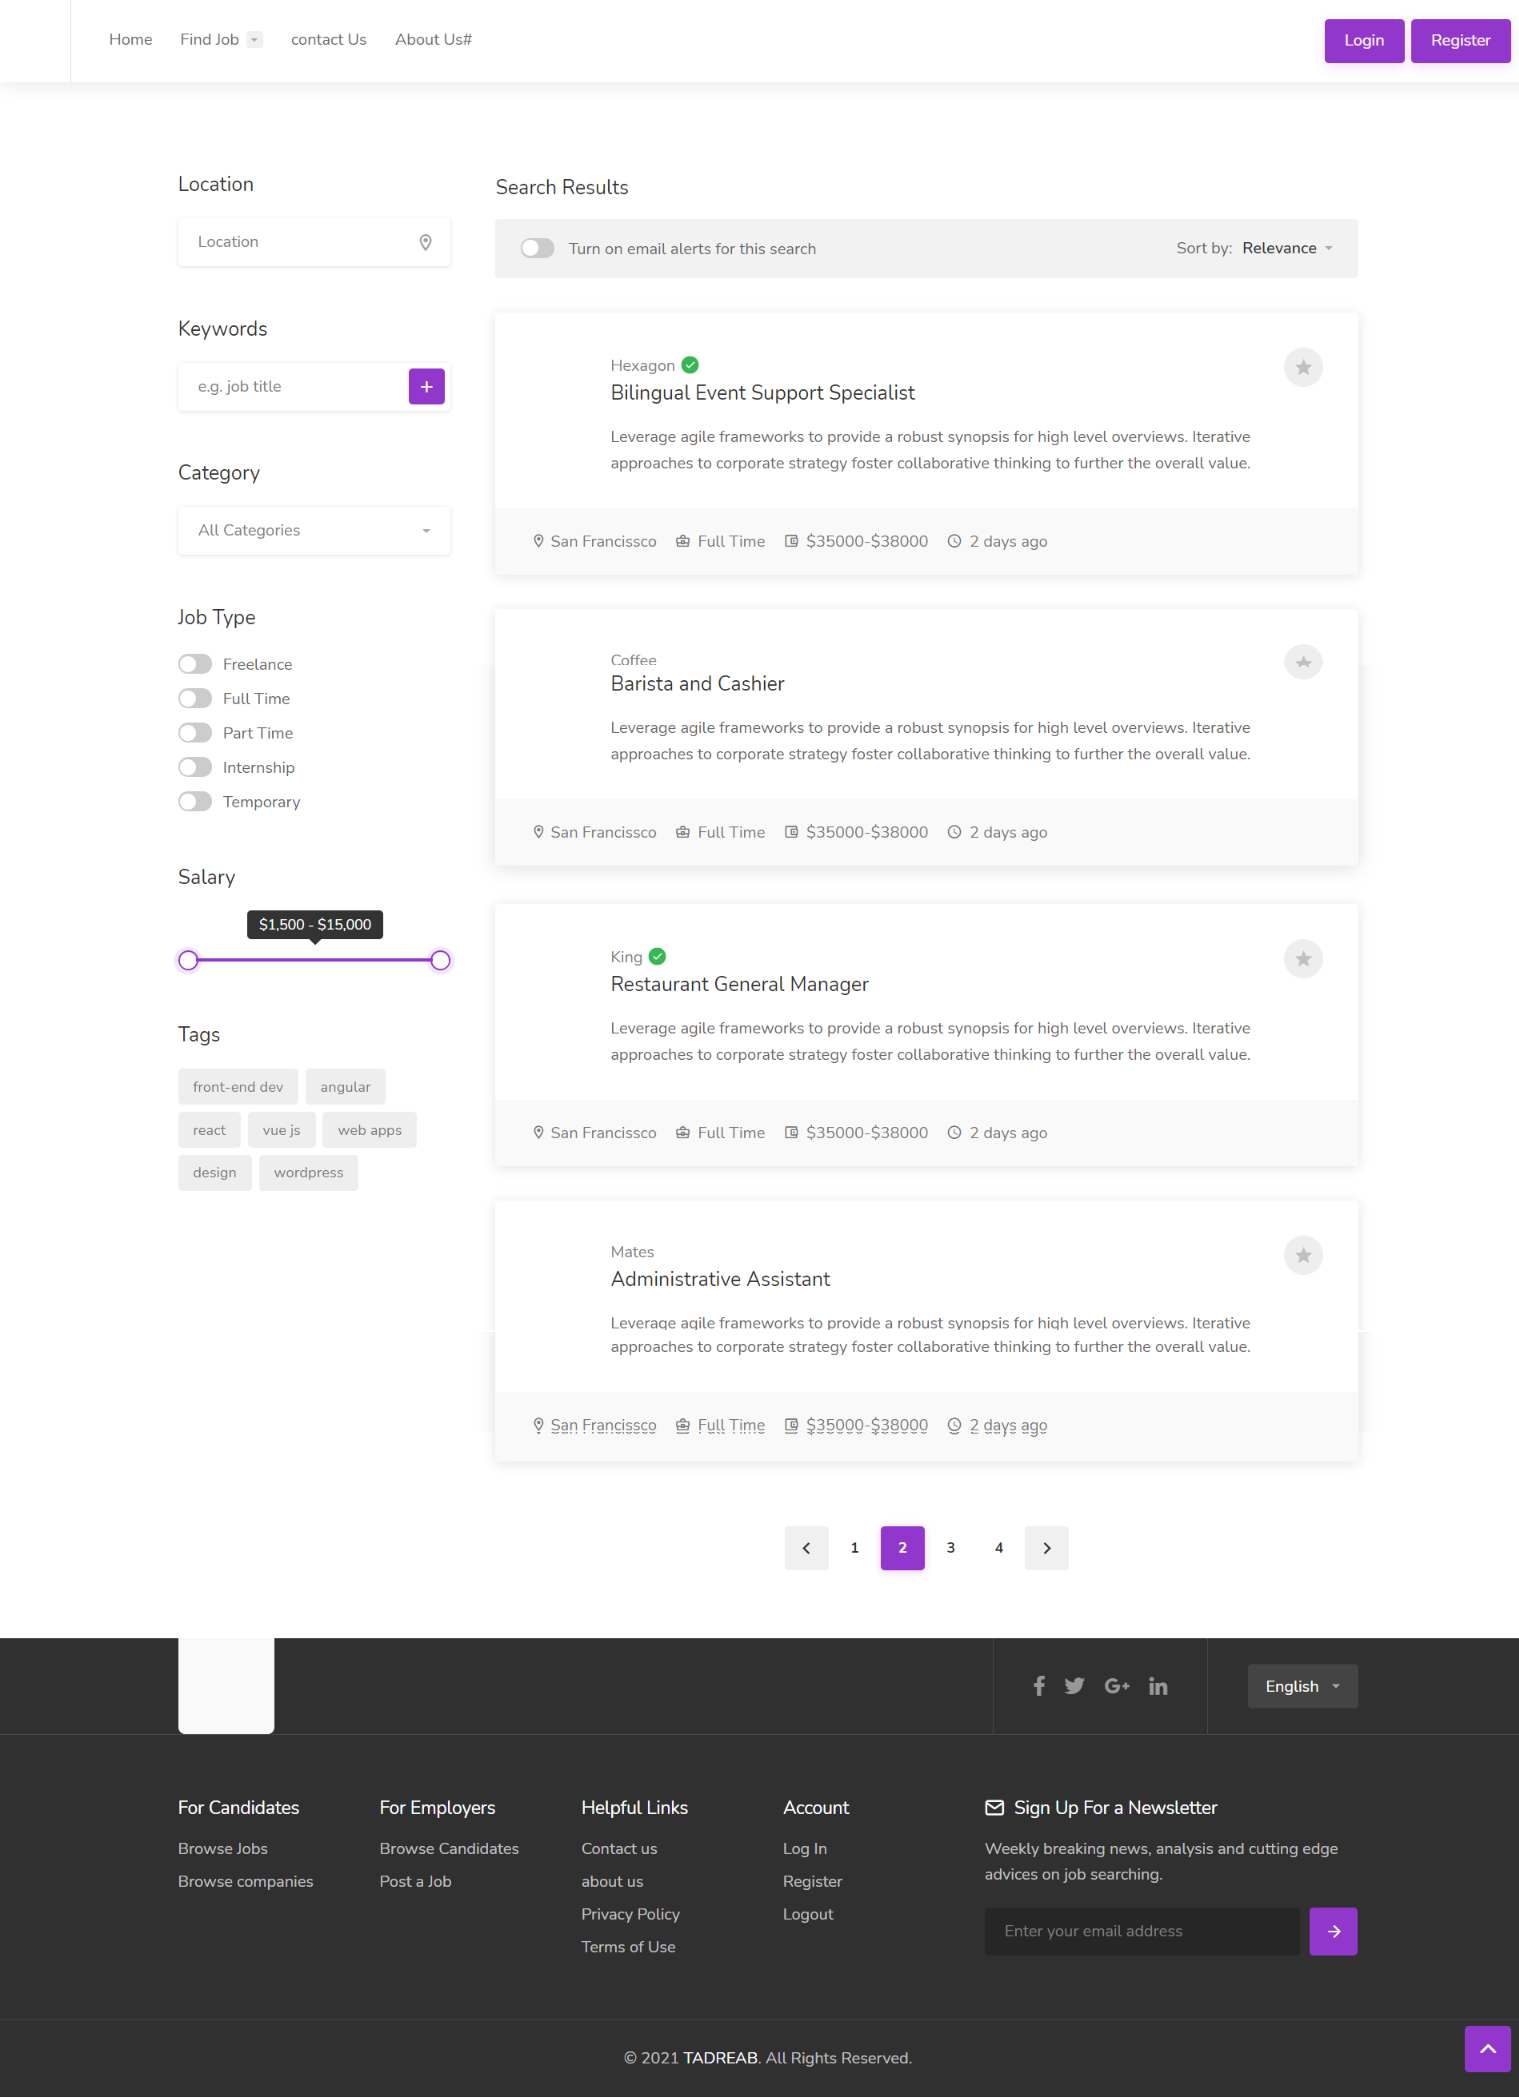 Home Find Job contact Us About Us#
Login Register
Location
Location
Keywords
e.g. job title
Category
All Categories
Job Type
Freelance
Full Time
Part Time
Internship
Temporary
Salary
$1,500 - $15,000
Tags
front-end dev angular
react vue js web apps
design wordpress
Search Results
Turn on email alerts for this search Sort by: Relevance
Hexagon
Bilingual Event Support Specialist
Leverage agile frameworks to provide a robust synopsis for high level overviews. Iterative
approaches to corporate strategy foster collaborative thinking to further the overall value.
San Francissco Full Time $35000-$38000 2 days ago
Coffee
Barista and Cashier
Leverage agile frameworks to provide a robust synopsis for high level overviews. Iterative
approaches to corporate strategy foster collaborative thinking to further the overall value.
San Francissco Full Time $35000-$38000 2 days ago
King
Restaurant General Manager
Leverage agile frameworks to provide a robust synopsis for high level overviews. Iterative
approaches to corporate strategy foster collaborative thinking to further the overall value.
San Francissco Full Time $35000-$38000 2 days ago
Mates
Administrative Assistant
Leverage agile frameworks to provide a robust synopsis for high level overviews. Iterative
approaches to corporate strategy foster collaborative thinking to further the overall value.
San Francissco Full Time $35000-$38000 2 days ago
1 2 3 4
English
For Candidates
Browse Jobs
Browse companies
For Employers
Browse Candidates
Post a Job
Helpful Links
Contact us
about us
Privacy Policy
Terms of Use
Account
Log In
Register
Logout
Sign Up For a Newsletter
Weekly breaking news, analysis and cutting edge
advices on job searching.
Enter your email address
© 2021 TADREAB. All Rights Reserved.